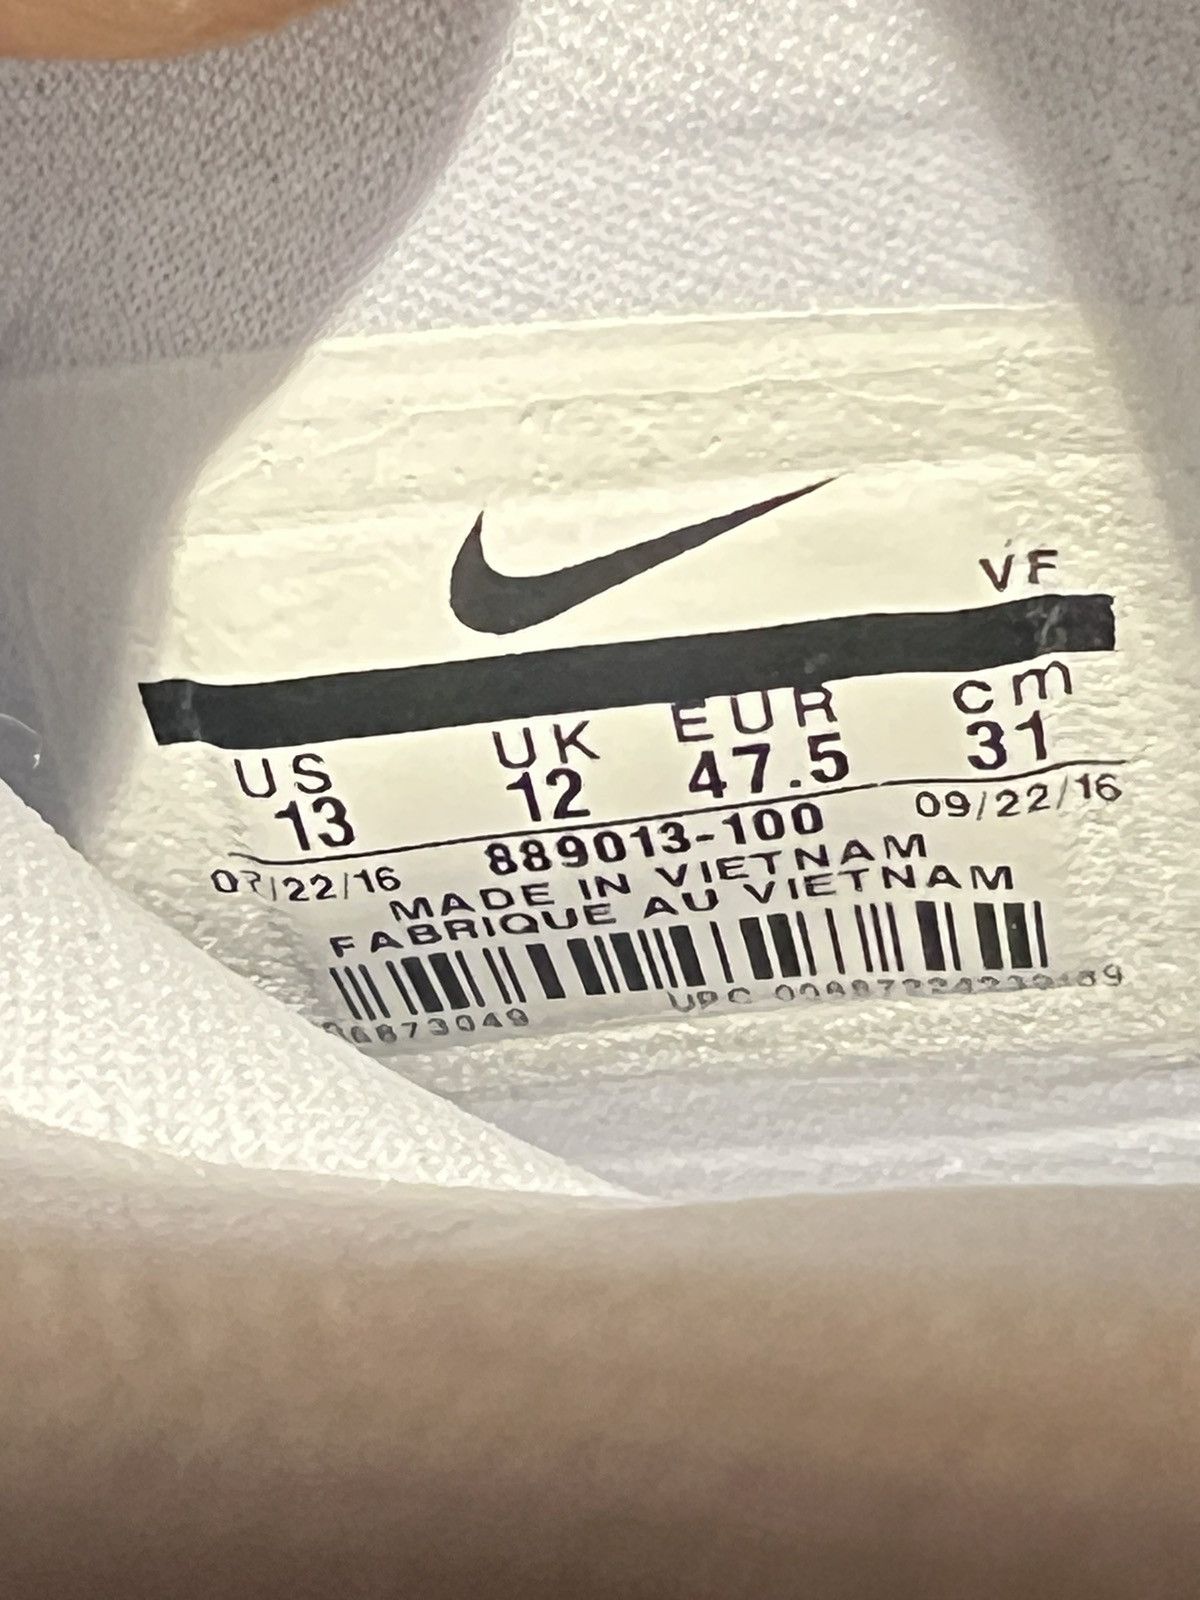 VF
US UK EUR cm
13 12 47.5 31
07/22/16 889013-100 09/22/16
MADE IN VIETNAM
FABRIQUE AU VIETNAM
UPC